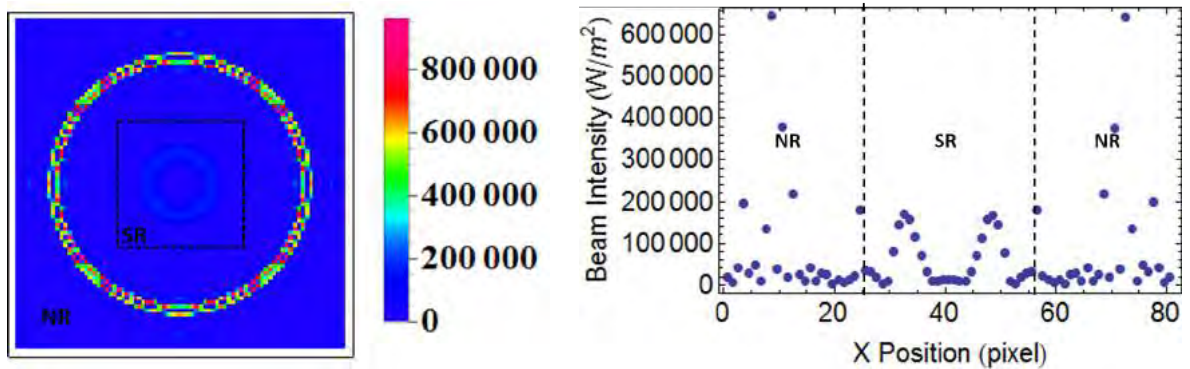 SR
NR
800 000
600 000
400 000
200 000
0
Beam Intensity (W/m²)
600 000
500 000
400 000
300 000
200 000
100 000
0
NR
SR
NR
0 20 40 60 80
X Position (pixel)